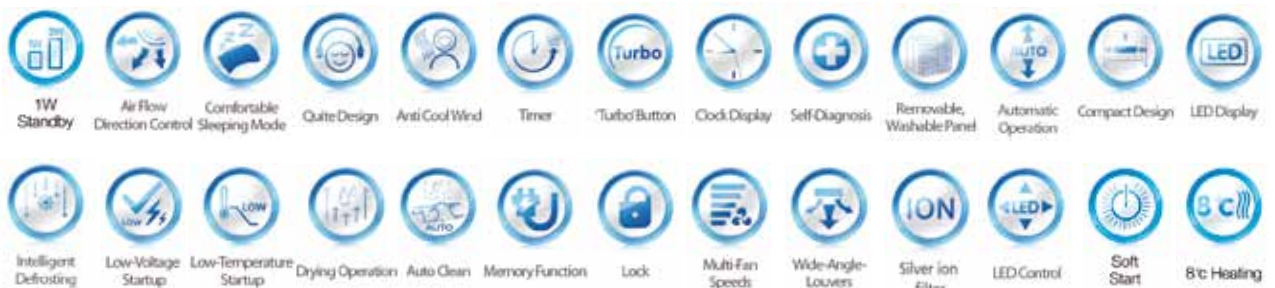 1W
Standby
Air Flow
Direction Control
Comfortable
Sleeping Mode
Quite Design
Anti Cool Wind
Timer
Turbo
'Turbo' Button
Clock Display
Self-Diagnosis
Removable,
Washable Panel
AUTO
Automatic
Operation
Compact Design
LED
LED Display
Intelligent
Defrosting
LOW
Low-Voltage
Startup
LOW
Low-Temperature
Startup
Drying Operation
AUTO
Auto Clean
Memory Function
Lock
Multi-Fan
Speeds
Wide-Angle-
Louvers
ION
Silver ion
Filter
LED
LED Control
Soft
Start
8°C
8°c Heating